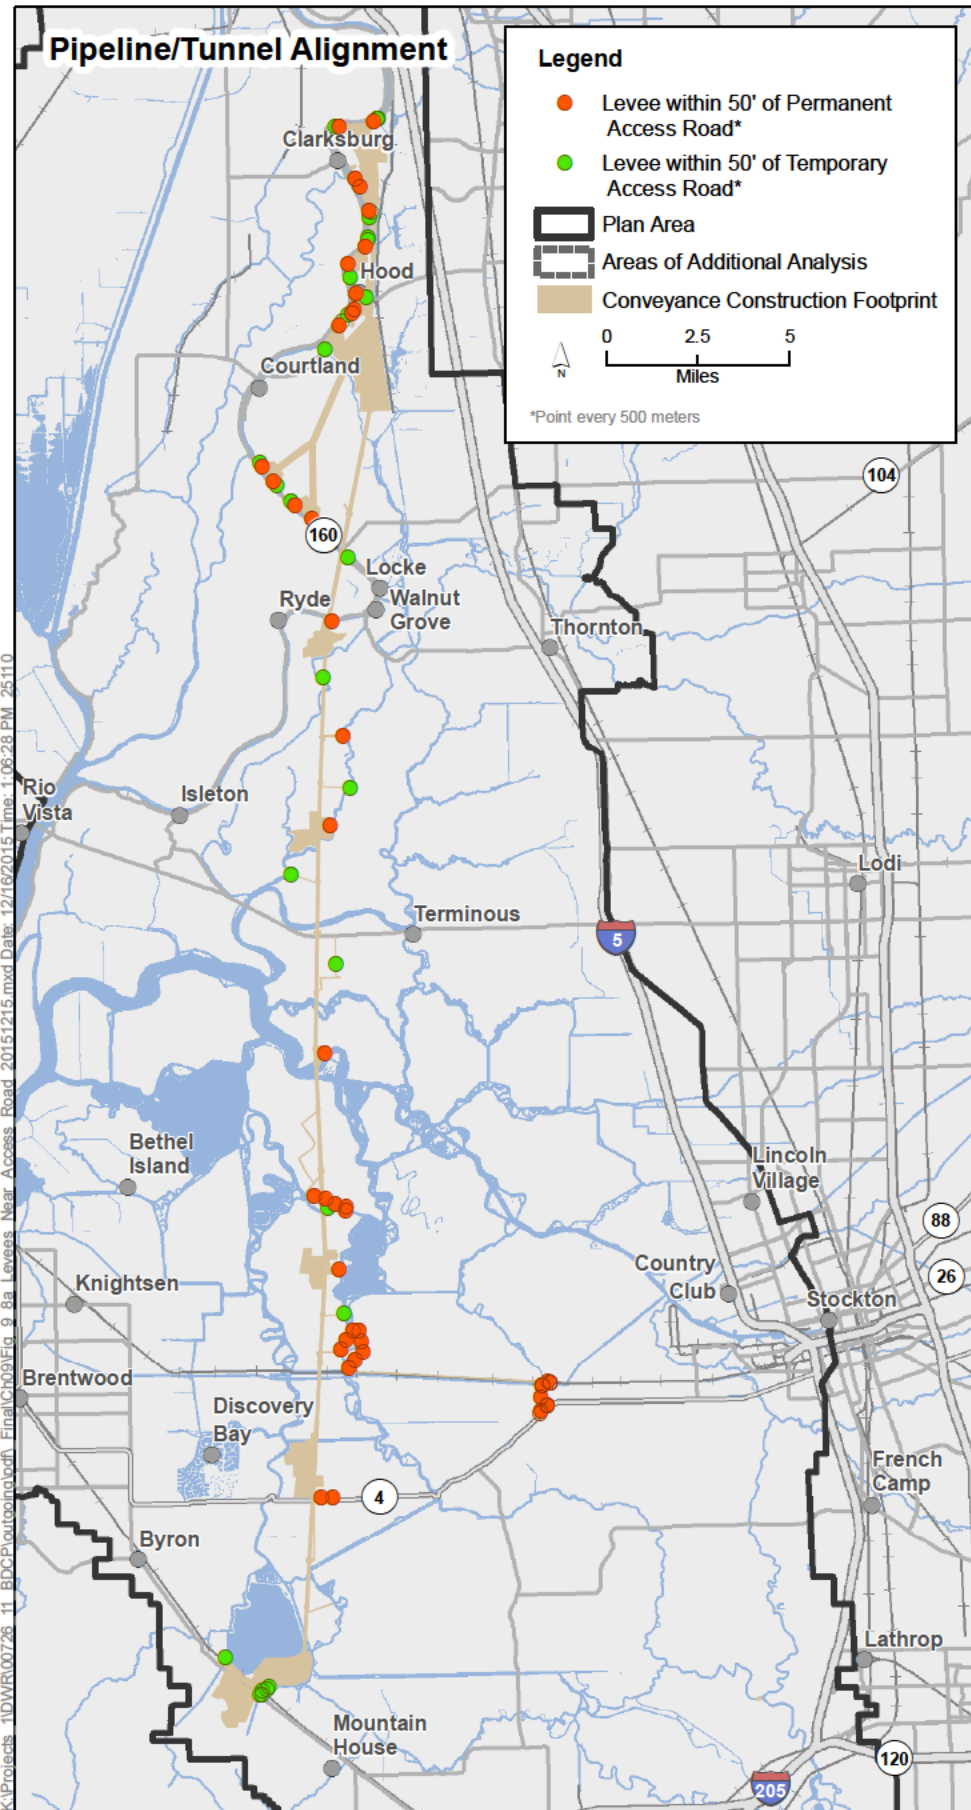 Pipeline/Tunnel Alignment
Legend
Levee within 50' of Permanent
Access Road*
Levee within 50' of Temporary
Access Road*
Plan Area
Areas of Additional Analysis
Conveyance Construction Footprint
0 2.5 5
Miles
N
*Point every 500 meters
Clarksburg
Hood
Courtland
104
160
Locke
Walnut
Grove
Ryde
Thornton
Rio
Vista
Isleton
Lodi
Terminous
5
Bethel
Island
Lincoln
Village
88
Country
Club
26
Knightsen
Stockton
Brentwood
Discovery
Bay
French
Camp
4
Byron
Lathrop
Mountain
House
120
205
K:\Projects_1\DWR\00726_11_BDCP\outgoing\pdf\_Final\Ch09\Fig_9_8a_Levees_Near_Access_Road_20151215.mxd Date: 12/16/2015 Time: 1:06:28 PM 25110